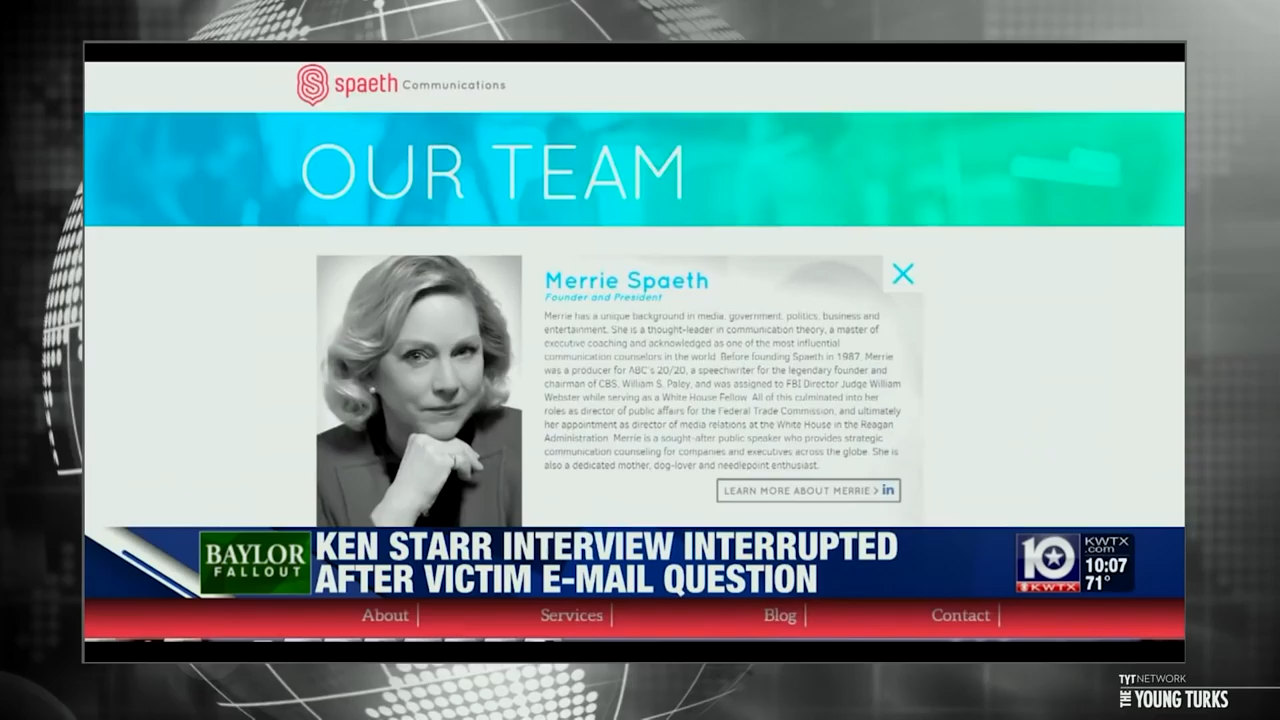 spaeth Communications
OUR TEAM
Merrie Spaeth
Founder and President
Merrie has a unique background in media, government, politics, business and
entertainment. She is a thought-leader in communication theory, a master of
executive coaching and acknowledged as one of the most influential
communication counselors in the world. Before founding Spaeth in 1987, Merrie
was a producer for ABC's 20/20, a speechwriter for the legendary founder and
chairman of CBS, William S. Paley, and was assigned to FBI Director Judge William
Webster while serving as a White House Fellow. All of this culminated into her
roles as director of public affairs for the Federal Trade Commission, and ultimately
her appointment as director of media relations at the White House in the Reagan
Administration. Merrie is a sought-after public speaker who provides strategic
communication counseling for companies and executives across the globe. She is
also a dedicated mother, dog-lover and needlepoint enthusiast.
LEARN MORE ABOUT MERRIE > in
BAYLOR
FALLOUT
KEN STARR INTERVIEW INTERRUPTED
AFTER VICTIM E-MAIL QUESTION
10
KWTX
KWTX
.com
10:07
71°
About
Services
Blog
Contact
TYT NETWORK
THE YOUNG TURKS